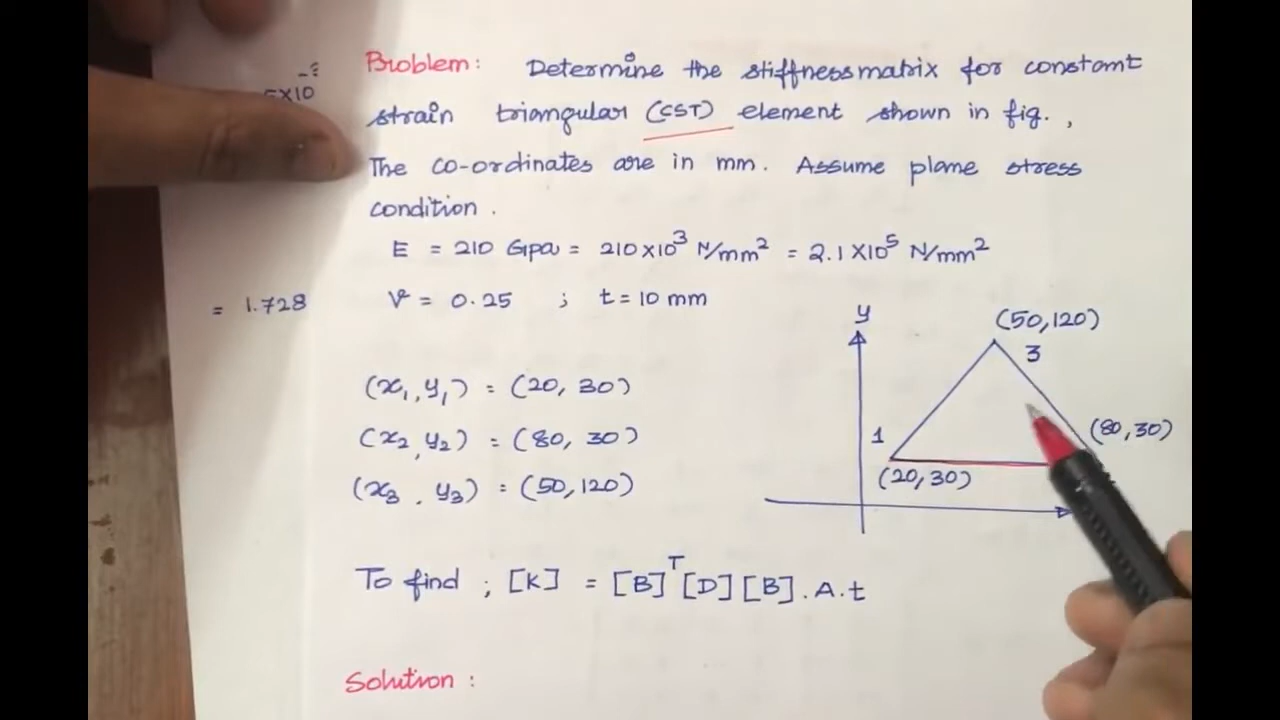 Problem: Determine the stiffness matrix for constant
strain triangular (CST) element shown in fig.,
The co-ordinates are in mm. Assume plane stress
condition.
E = 210 Gpa = 210×10³ N/mm² = 2.1×10⁵ N/mm²
= 1.728
ν = 0.25 ; t = 10 mm
y
(50,120)
3
(x₁,y₁) = (20, 30)
(x₂,y₂) = (80, 30)
(x₃,y₃) = (50,120)
1
(80,30)
(20,30)
To find ; [K] = [B]ᵀ[D][B].A.t
Solution :